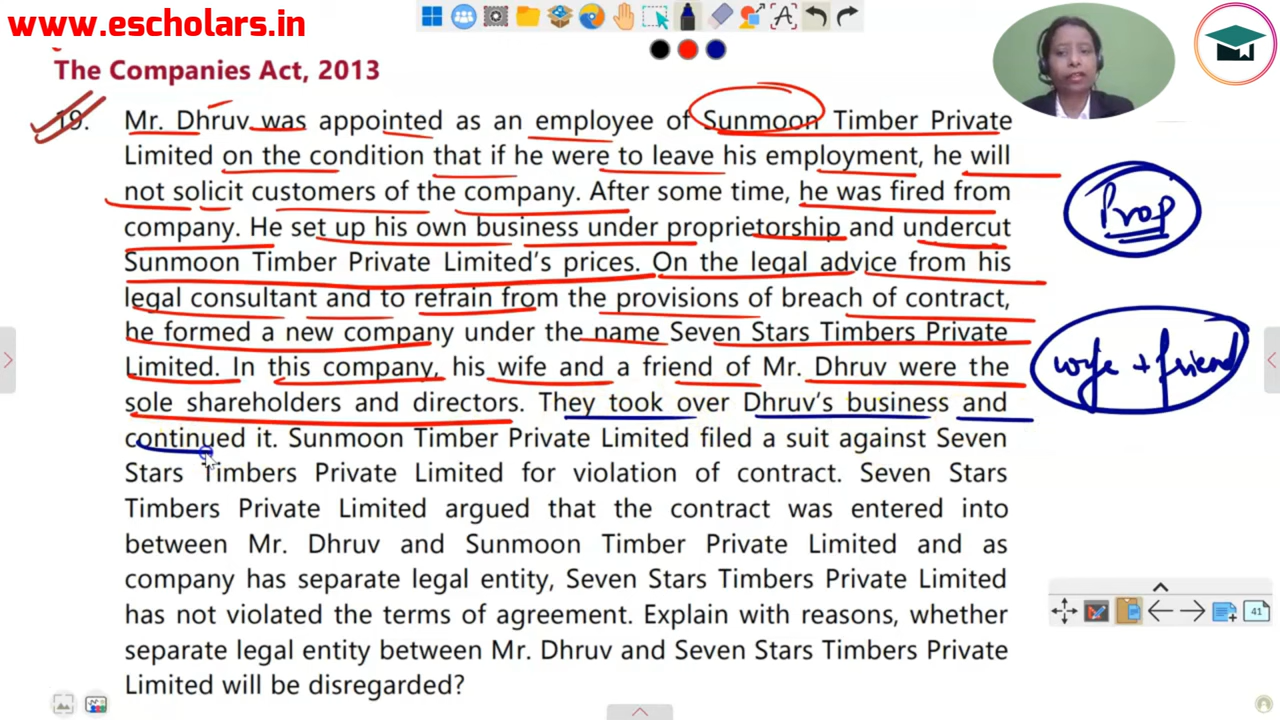 www.escholars.in
The Companies Act, 2013
19. Mr. Dhruv was appointed as an employee of Sunmoon Timber Private
Limited on the condition that if he were to leave his employment, he will
not solicit customers of the company. After some time, he was fired from
company. He set up his own business under proprietorship and undercut
Sunmoon Timber Private Limited's prices. On the legal advice from his
legal consultant and to refrain from the provisions of breach of contract,
he formed a new company under the name Seven Stars Timbers Private
Limited. In this company, his wife and a friend of Mr. Dhruv were the
sole shareholders and directors. They took over Dhruv's business and
continued it. Sunmoon Timber Private Limited filed a suit against Seven
Stars Timbers Private Limited for violation of contract. Seven Stars
Timbers Private Limited argued that the contract was entered into
between Mr. Dhruv and Sunmoon Timber Private Limited and as
company has separate legal entity, Seven Stars Timbers Private Limited
has not violated the terms of agreement. Explain with reasons, whether
separate legal entity between Mr. Dhruv and Seven Stars Timbers Private
Limited will be disregarded?
Prop
wife + friend
41